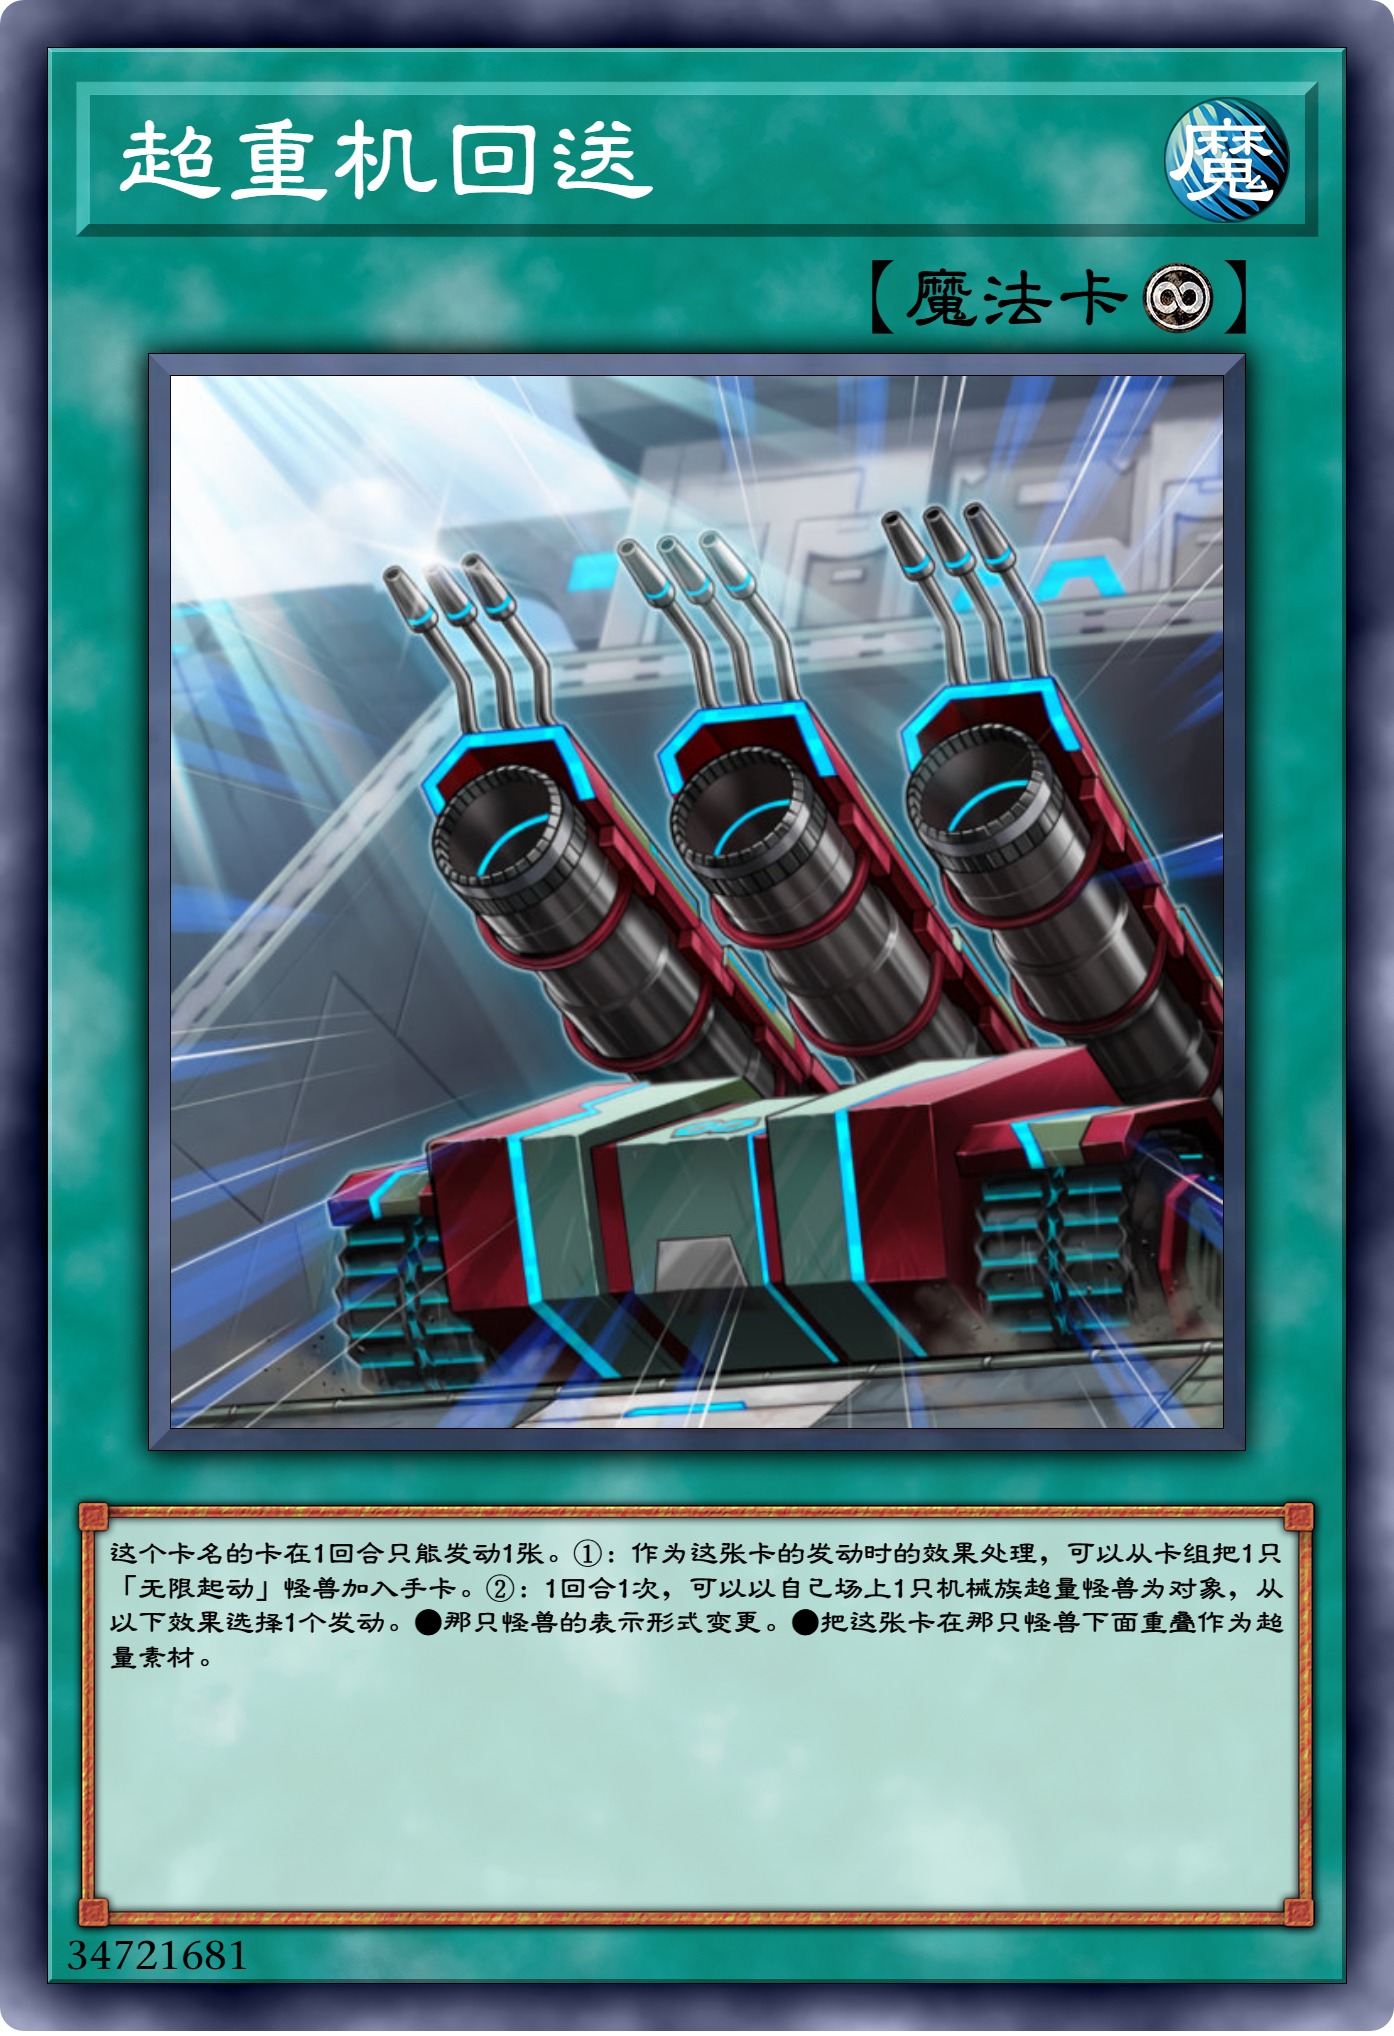 超重机回送
魔
【魔法卡♾】
这个卡名的卡在1回合只能发动1张。①：作为这张卡的发动时的效果处理，可以从卡组把1只
「无限起动」怪兽加入手卡。②：1回合1次，可以以自己场上1只机械族超量怪兽为对象，从
以下效果选择1个发动。●那只怪兽的表示形式变更。●把这张卡在那只怪兽下面重叠作为超
量素材。
34721681